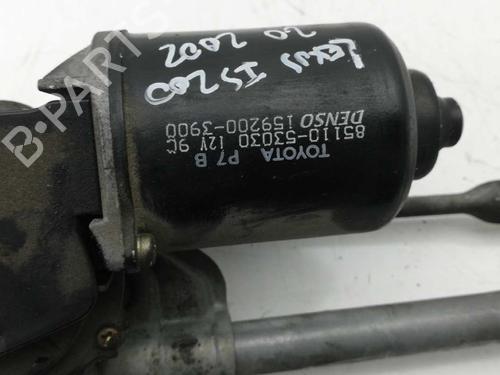 LEXUS IS200
2.0 2002
TOYOTA P7 B
85110-53030 12V 9C
DENSO 159200-3900
B-PARTS